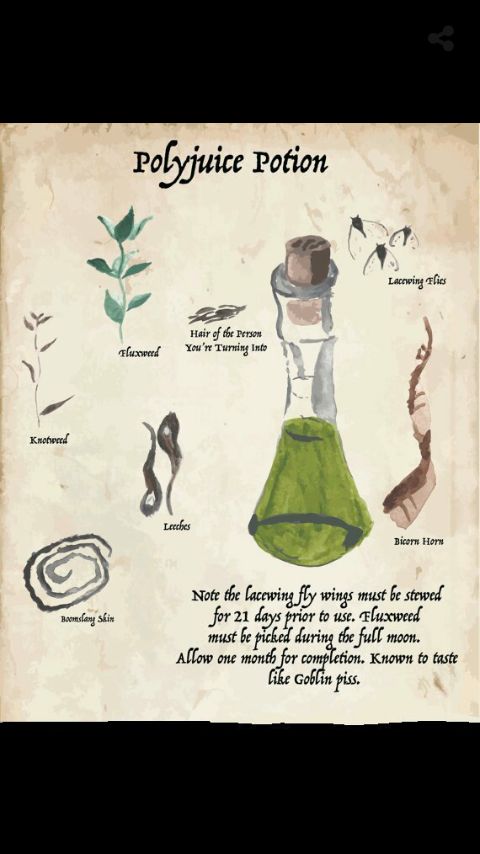 Polyjuice Potion
Lacewing Flies
Fluxweed
Hair of the Person
You're Turning Into
Knotweed
Leeches
Bicorn Horn
Boomslang Skin
Note the lacewing fly wings must be stewed
for 21 days prior to use. Fluxweed
must be picked during the full moon.
Allow one month for completion. Known to taste
like Goblin piss.